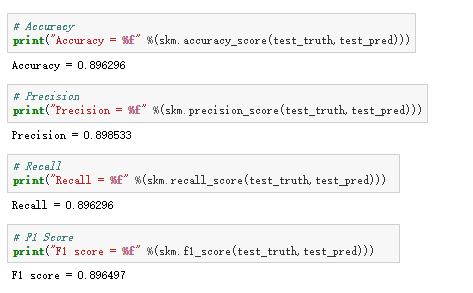 # Accuracy
print("Accuracy = %f" %(skm.accuracy_score(test_truth,test_pred)))
Accuracy = 0.896296
# Precision
print("Precision = %f" %(skm.precision_score(test_truth,test_pred)))
Precision = 0.898533
# Recall
print("Recall = %f" %(skm.recall_score(test_truth,test_pred)))
Recall = 0.896296
# F1 Score
print("F1 score = %f" %(skm.f1_score(test_truth,test_pred)))
F1 score = 0.896497